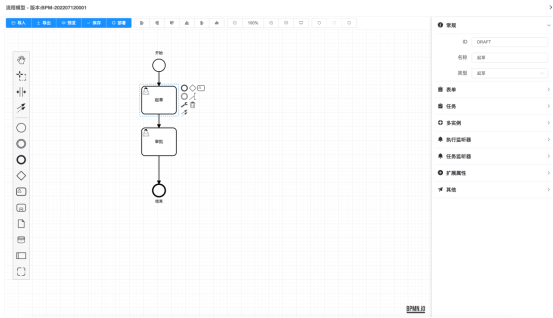 流程模型 - 版本:BPM-202207120001
导入 导出 预览 保存 部署 100%
常规
ID DRAFT
名称 起草
类型 起草
表单
任务
多实例
执行监听器
任务监听器
扩展属性
其他
开始
起草
审批
结束
BPMN.IO